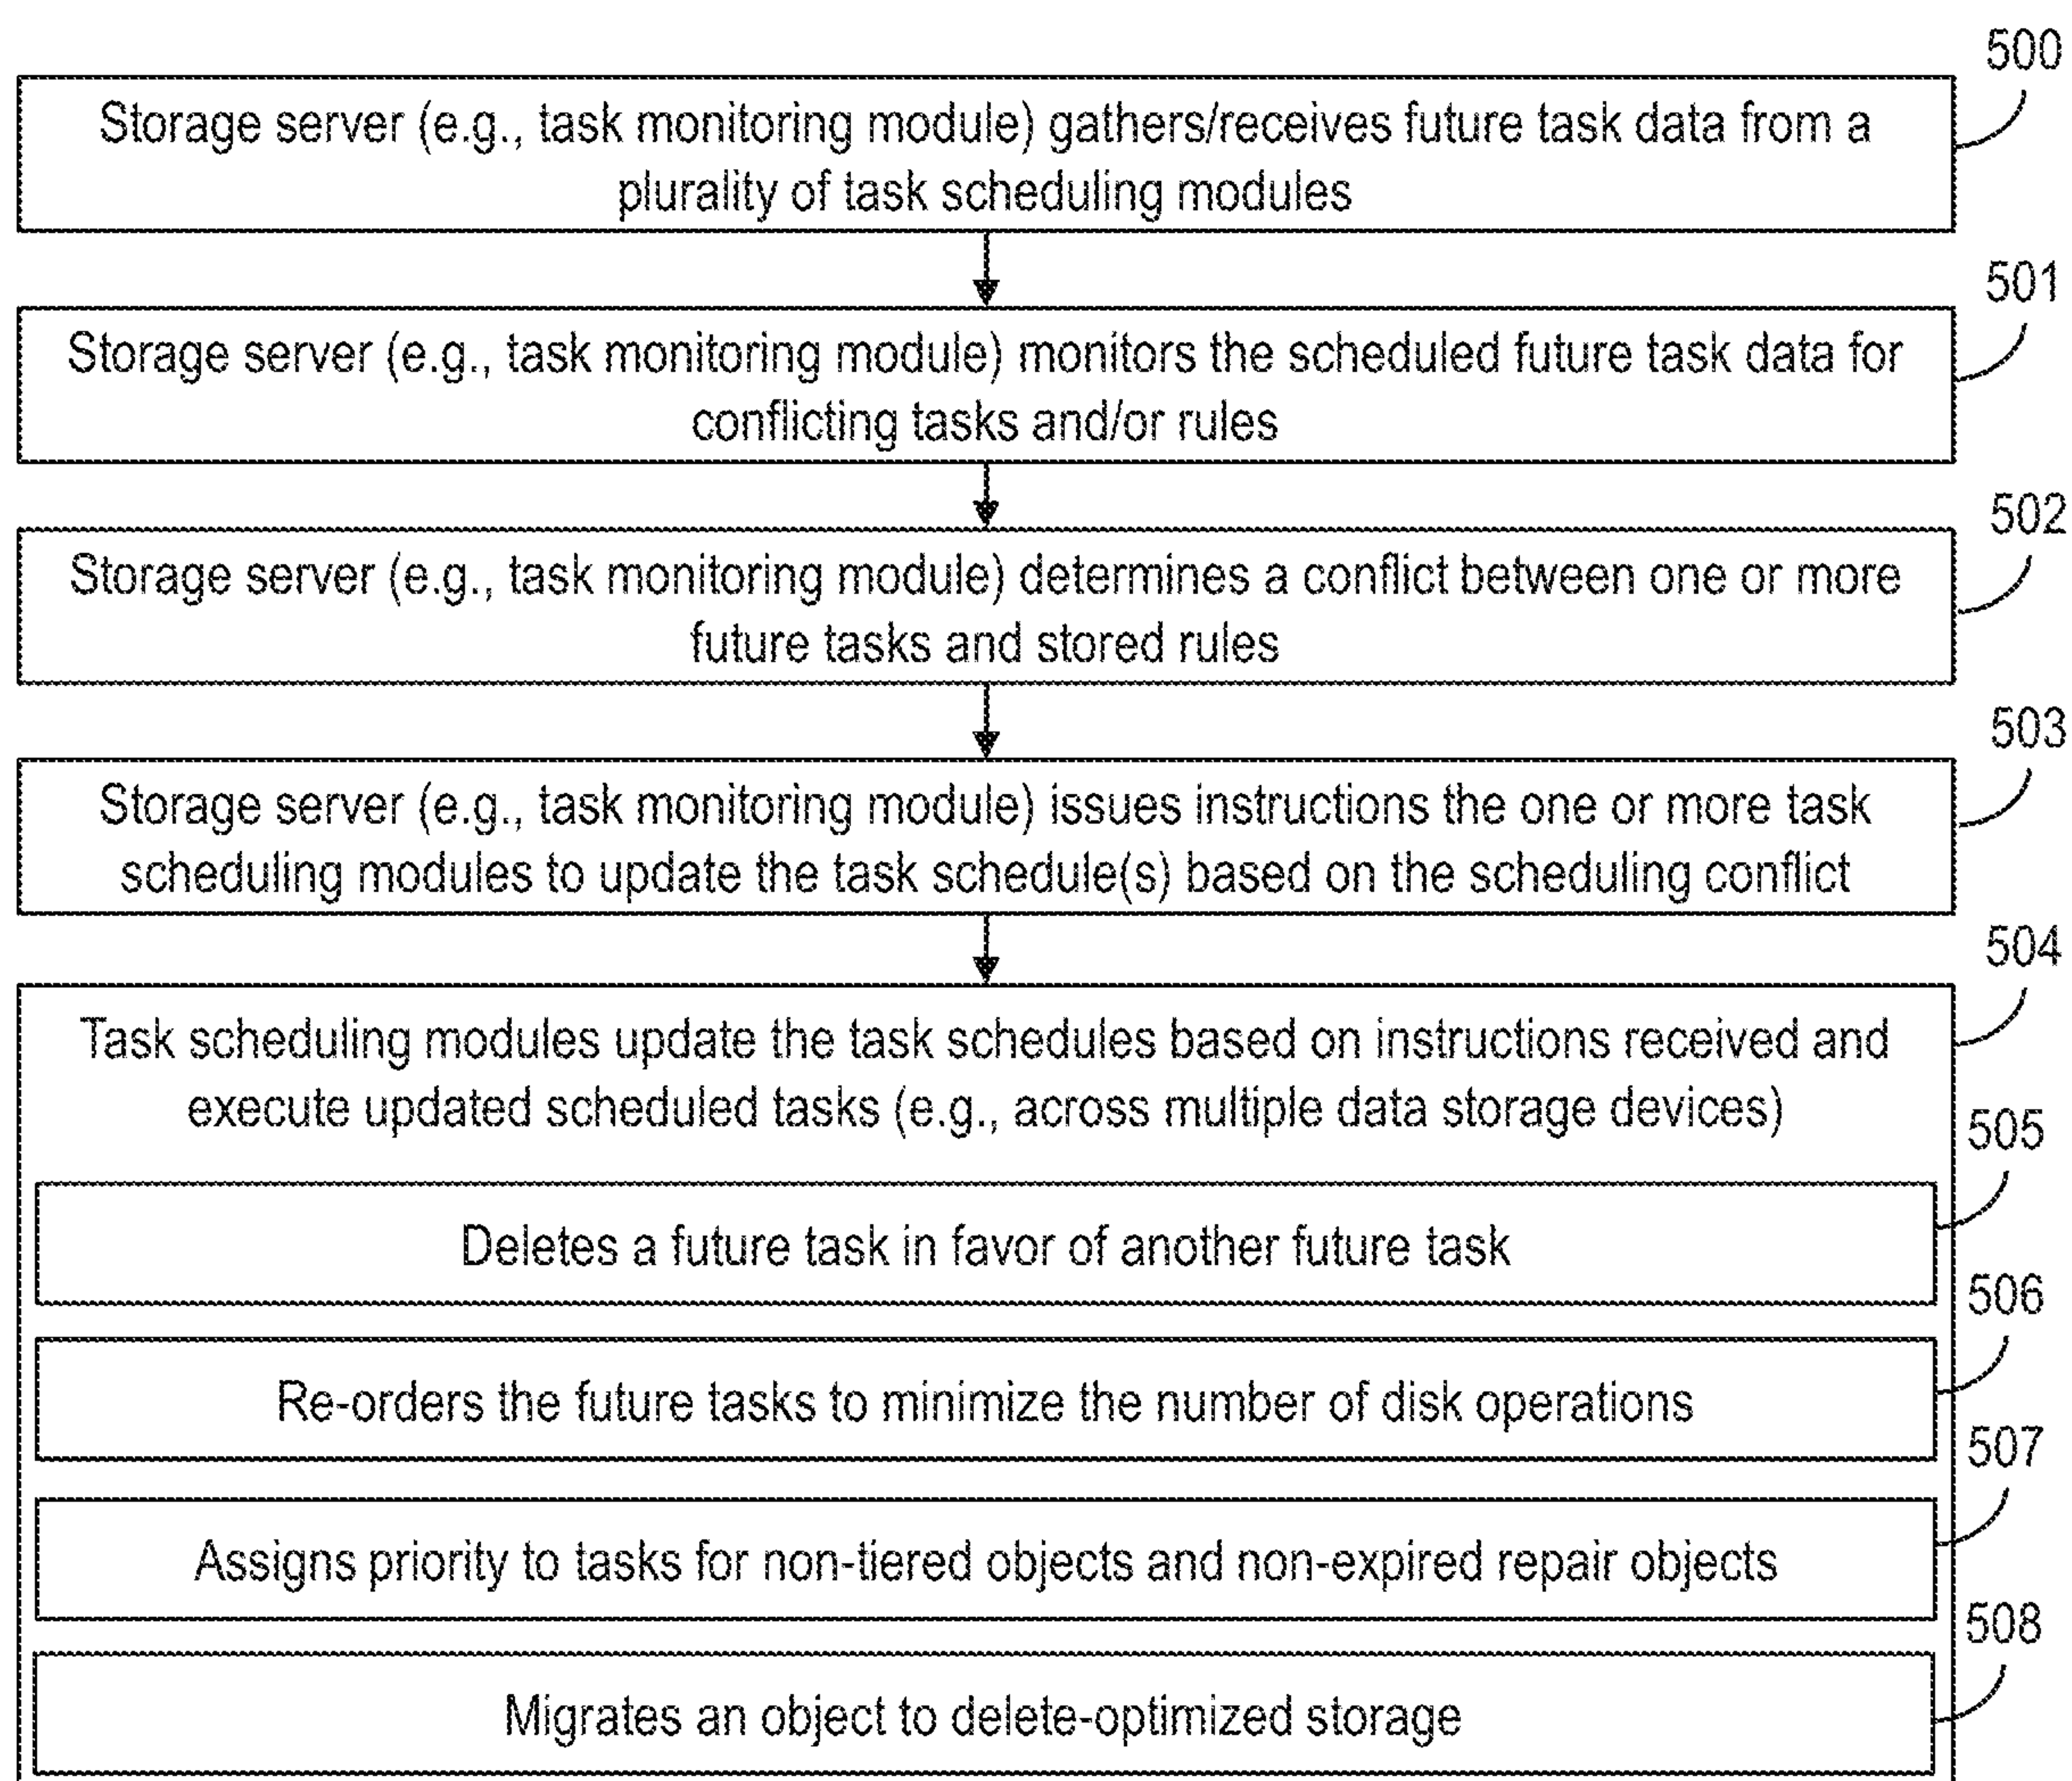 500
Storage server (e.g., task monitoring module) gathers/receives future task data from a
plurality of task scheduling modules
501
Storage server (e.g., task monitoring module) monitors the scheduled future task data for
conflicting tasks and/or rules
502
Storage server (e.g., task monitoring module) determines a conflict between one or more
future tasks and stored rules
503
Storage server (e.g., task monitoring module) issues instructions the one or more task
scheduling modules to update the task schedule(s) based on the scheduling conflict
504
Task scheduling modules update the task schedules based on instructions received and
execute updated scheduled tasks (e.g., across multiple data storage devices)
505
Deletes a future task in favor of another future task
506
Re-orders the future tasks to minimize the number of disk operations
507
Assigns priority to tasks for non-tiered objects and non-expired repair objects
508
Migrates an object to delete-optimized storage